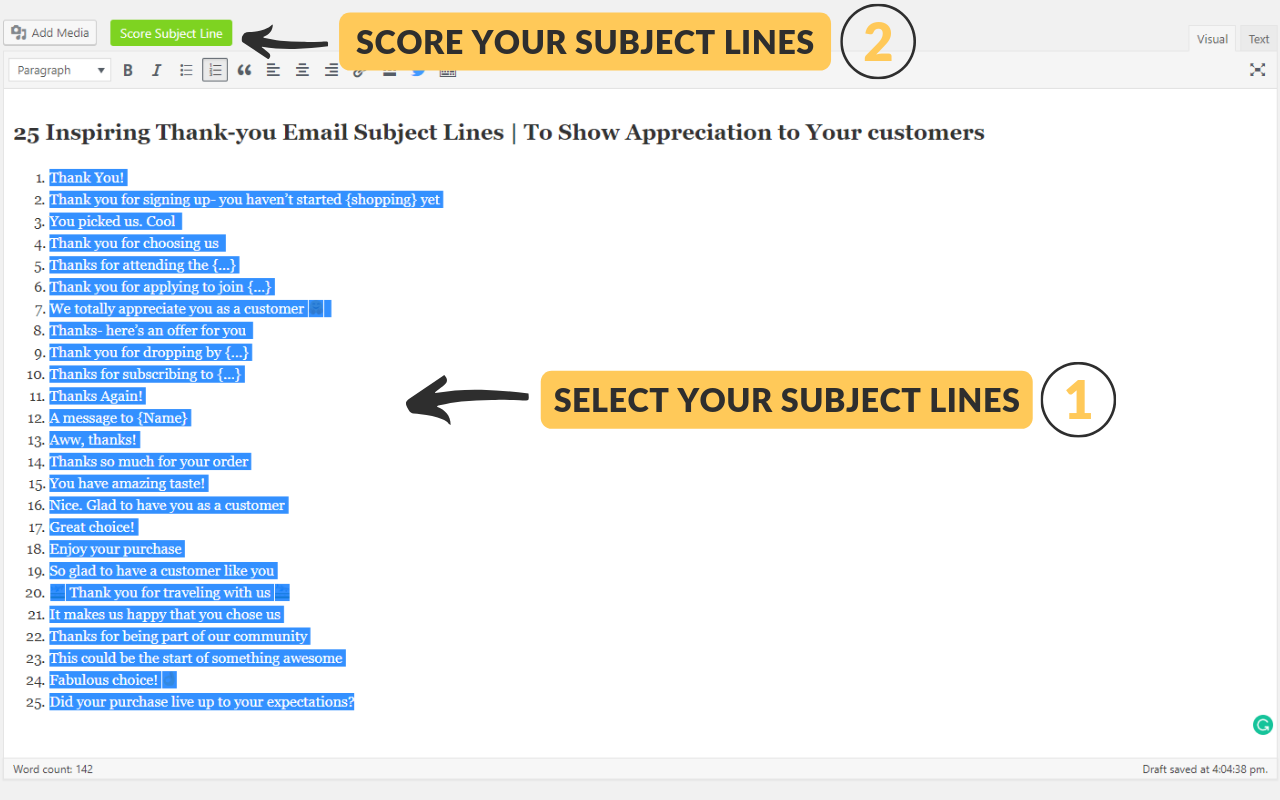 Add Media
Score Subject Line
SCORE YOUR SUBJECT LINES
2
Visual
Text
Paragraph
B
I
25 Inspiring Thank-you Email Subject Lines | To Show Appreciation to Your customers
1. Thank You!
2. Thank you for signing up- you haven’t started {shopping} yet
3. You picked us. Cool
4. Thank you for choosing us
5. Thanks for attending the {…}
6. Thank you for applying to join {…}
7. We totally appreciate you as a customer
8. Thanks- here’s an offer for you
9. Thank you for dropping by {…}
10. Thanks for subscribing to {…}
11. Thanks Again!
12. A message to {Name}
13. Aww, thanks!
14. Thanks so much for your order
15. You have amazing taste!
16. Nice. Glad to have you as a customer
17. Great choice!
18. Enjoy your purchase
19. So glad to have a customer like you
20. Thank you for traveling with us
21. It makes us happy that you chose us
22. Thanks for being part of our community
23. This could be the start of something awesome
24. Fabulous choice!
25. Did your purchase live up to your expectations?
SELECT YOUR SUBJECT LINES
1
Word count: 142
Draft saved at 4:04:38 pm.